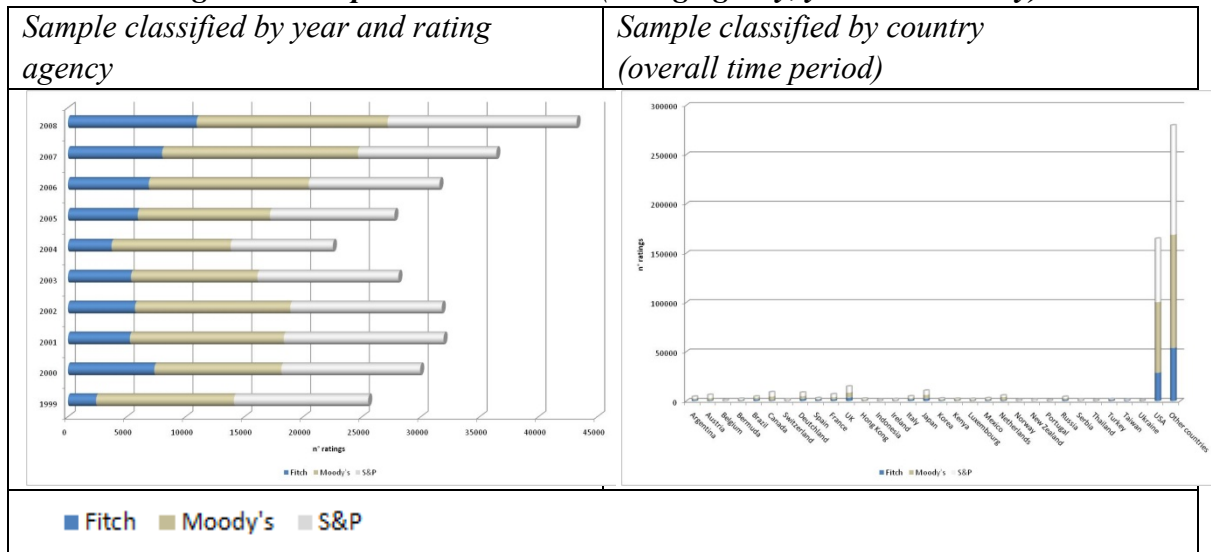 Sample classified by year and rating
agency
Sample classified by country
(overall time period)
2008
2007
2006
2005
2004
2003
2002
2001
2000
1999
0 5000 10000 15000 20000 25000 30000 35000 40000 45000
n° ratings
Fitch Moody's S&P
300000
250000
200000
150000
100000
50000
0
n° ratings
Argentina
Austria
Belgium
Bermuda
Brazil
Canada
Switzerland
Deutchland
Spain
France
UK
Hong Kong
Indonesia
Ireland
Italy
Japan
Korea
Kenya
Luxembourg
Mexico
Netherlands
Norway
New Zealand
Portugal
Russia
Serbia
Thailand
Turkey
Taiwan
Ukraine
USA
Other countries
Fitch Moody's S&P
Fitch Moody's S&P